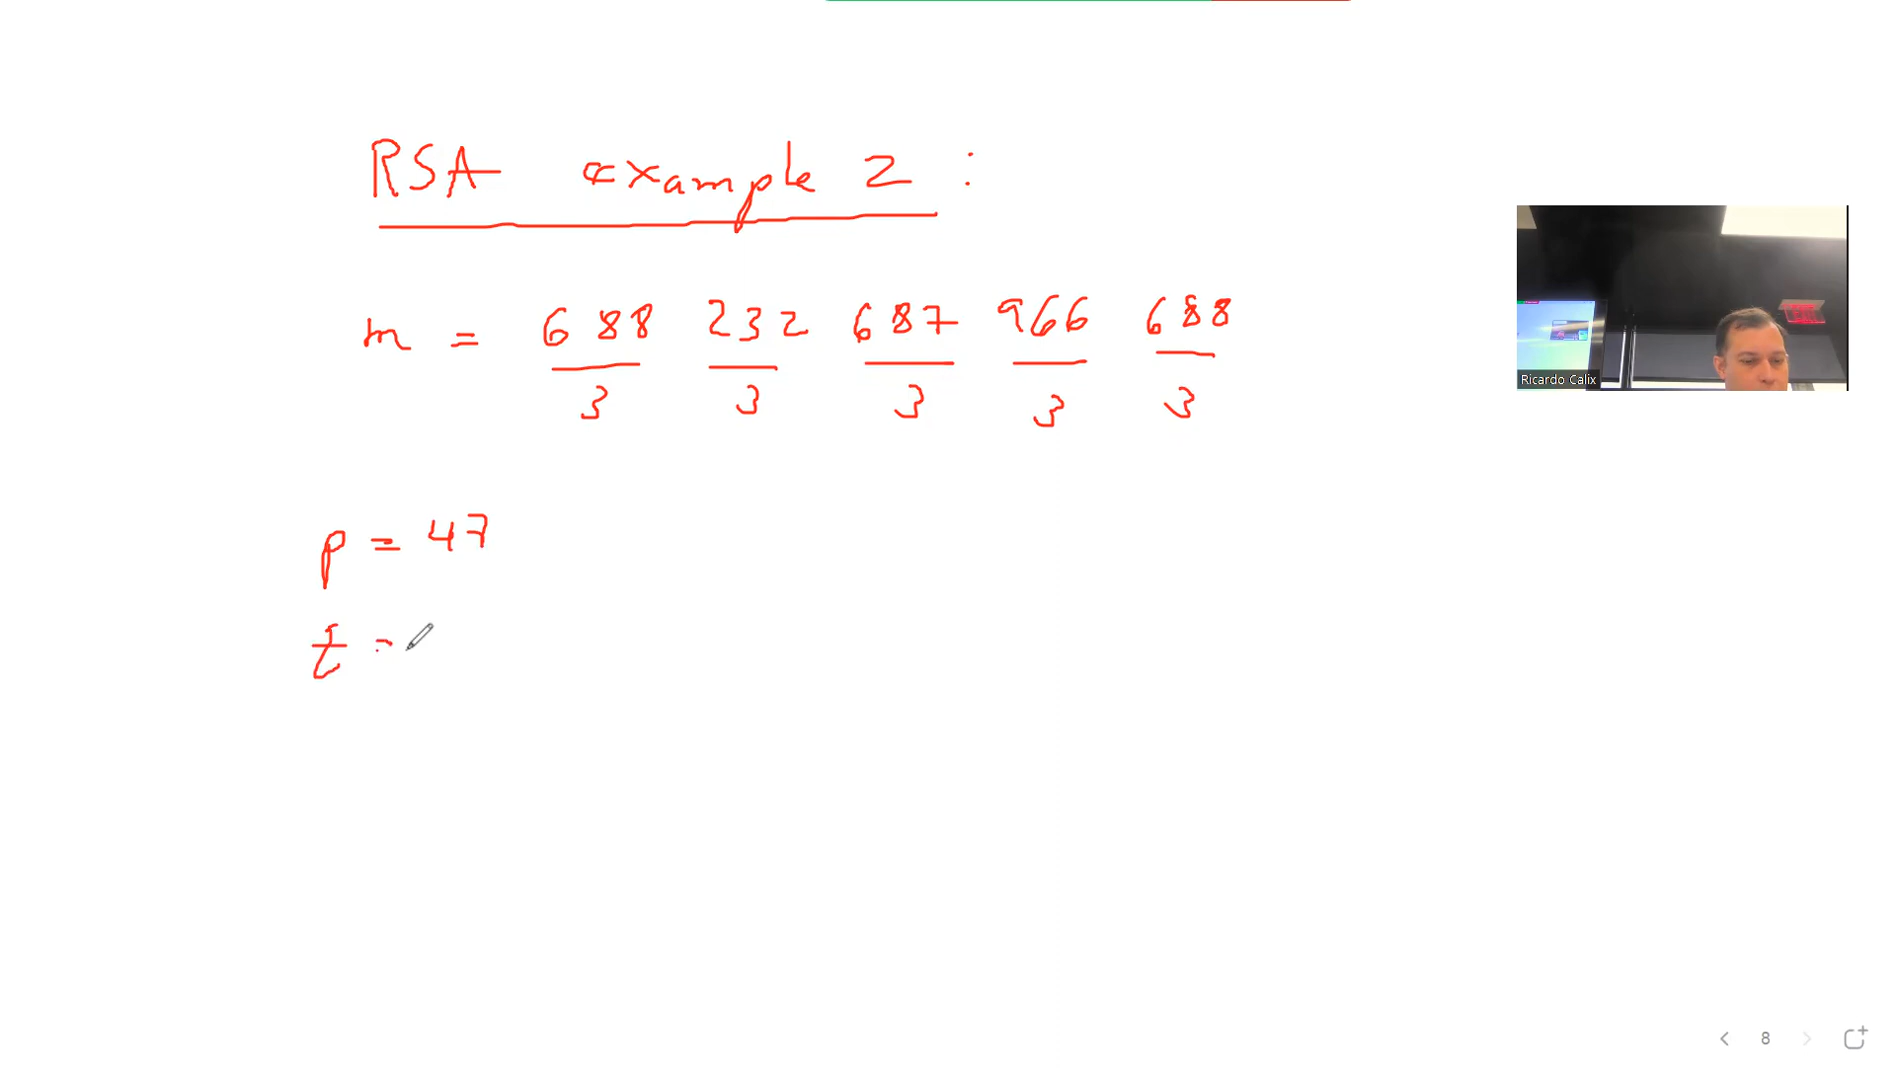 RSA example 2 :
m = 688 232 687 966 688
3 3 3 3 3
p = 47
=
Ricardo Calix
8